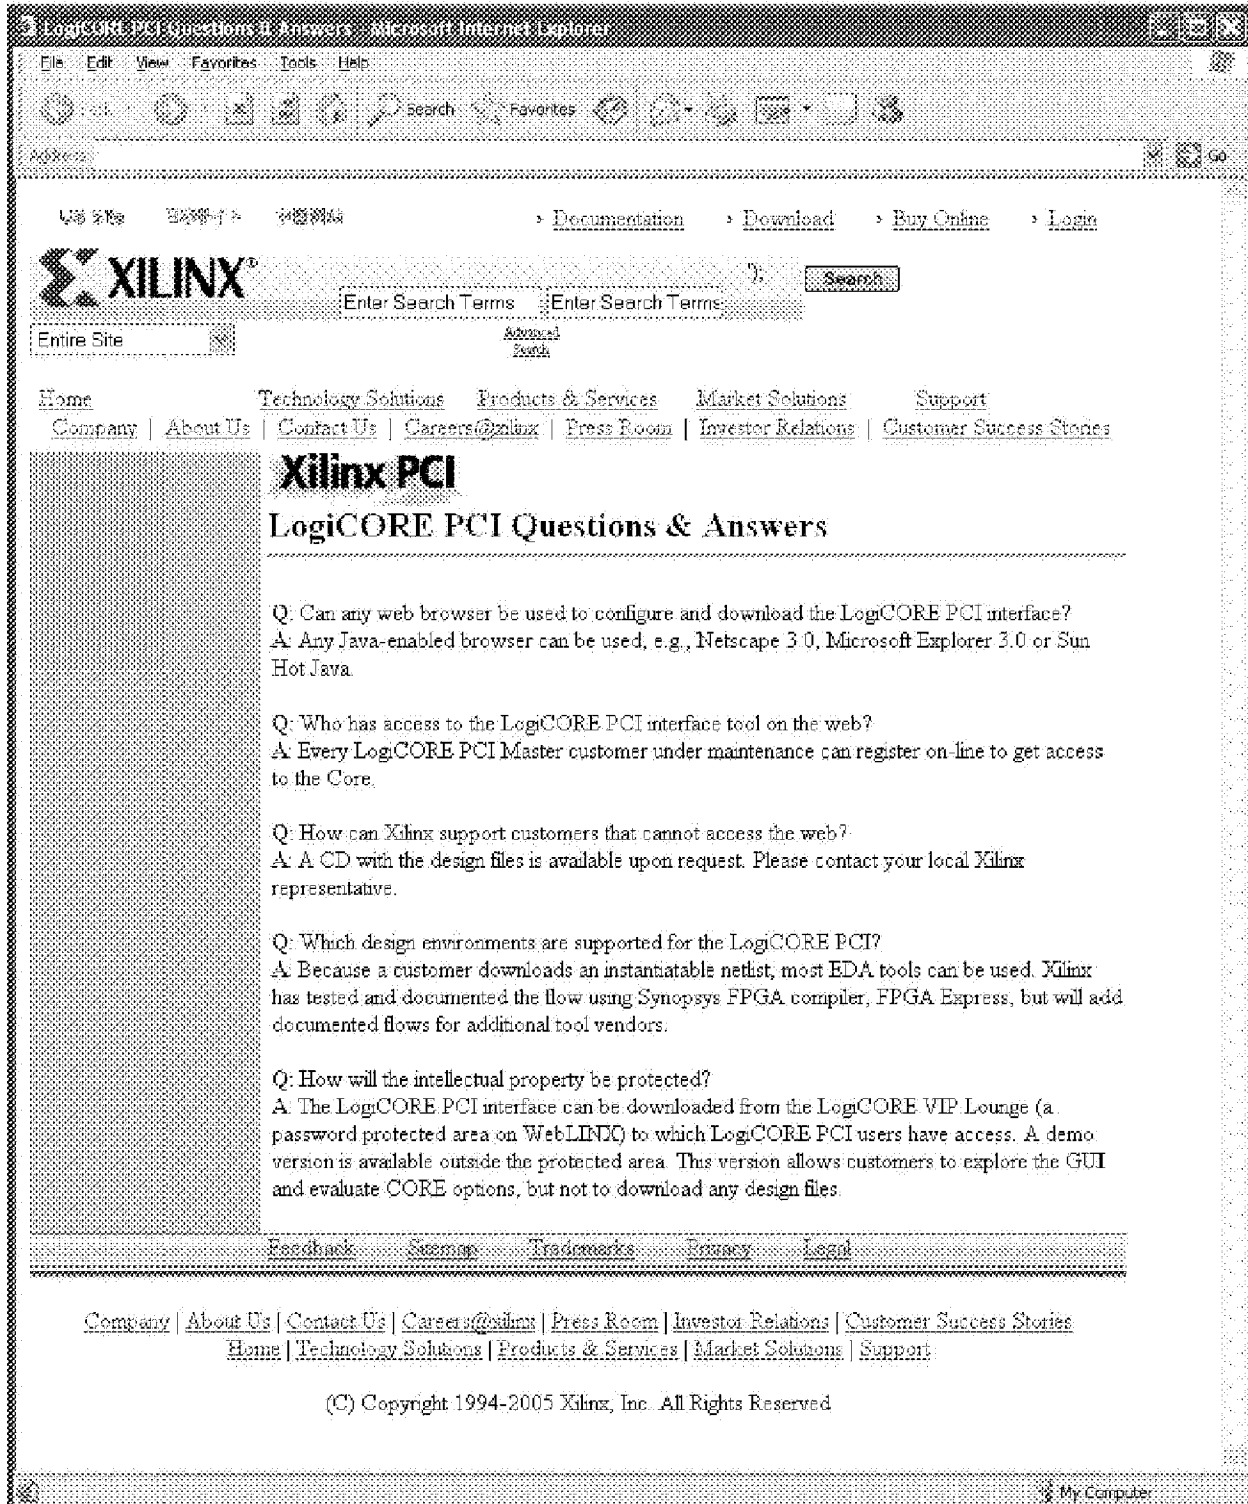 LogiCORE PCI Questions & Answers - Microsoft Internet Explorer
File Edit View Favorites Tools Help
Search Favorites
Address Go
US Site
› Documentation › Download › Buy Online › Login
XILINX®
"); Search
Enter Search Terms Enter Search Terms
Entire Site
Advanced
Search
Home Technology Solutions Products & Services Market Solutions Support
Company | About Us | Contact Us | Careers@xilinx | Press Room | Investor Relations | Customer Success Stories
Xilinx PCI
LogiCORE PCI Questions & Answers
Q: Can any web browser be used to configure and download the LogiCORE PCI interface?
A: Any Java-enabled browser can be used, e.g., Netscape 3.0, Microsoft Explorer 3.0 or Sun
Hot Java.
Q: Who has access to the LogiCORE PCI interface tool on the web?
A: Every LogiCORE PCI Master customer under maintenance can register on-line to get access
to the Core.
Q: How can Xilinx support customers that cannot access the web?
A: A CD with the design files is available upon request. Please contact your local Xilinx
representative.
Q: Which design environments are supported for the LogiCORE PCI?
A: Because a customer downloads an instantiatable netlist, most EDA tools can be used. Xilinx
has tested and documented the flow using Synopsys FPGA compiler, FPGA Express, but will add
documented flows for additional tool vendors.
Q: How will the intellectual property be protected?
A: The LogiCORE PCI interface can be downloaded from the LogiCORE VIP Lounge (a
password protected area on WebLINX) to which LogiCORE PCI users have access. A demo
version is available outside the protected area. This version allows customers to explore the GUI
and evaluate CORE options, but not to download any design files.
Feedback Sitemap Trademarks Privacy Legal
Company | About Us | Contact Us | Careers@xilinx | Press Room | Investor Relations | Customer Success Stories
Home | Technology Solutions | Products & Services | Market Solutions | Support
(C) Copyright 1994-2005 Xilinx, Inc. All Rights Reserved
My Computer